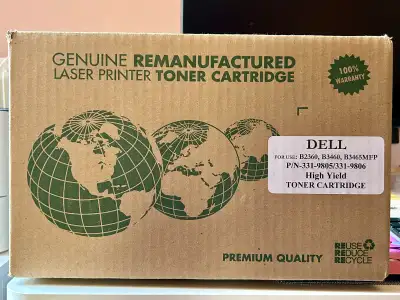 GENUINE REMANUFACTURED
LASER PRINTER TONER CARTRIDGE
100%
WARRANTY
DELL
FOR USE: B2360, B3460, B3465MFP
P/N-331-9805/331-9806
High Yield
TONER CARTRIDGE
PREMIUM QUALITY
REUSE
REDUCE
RECYCLE